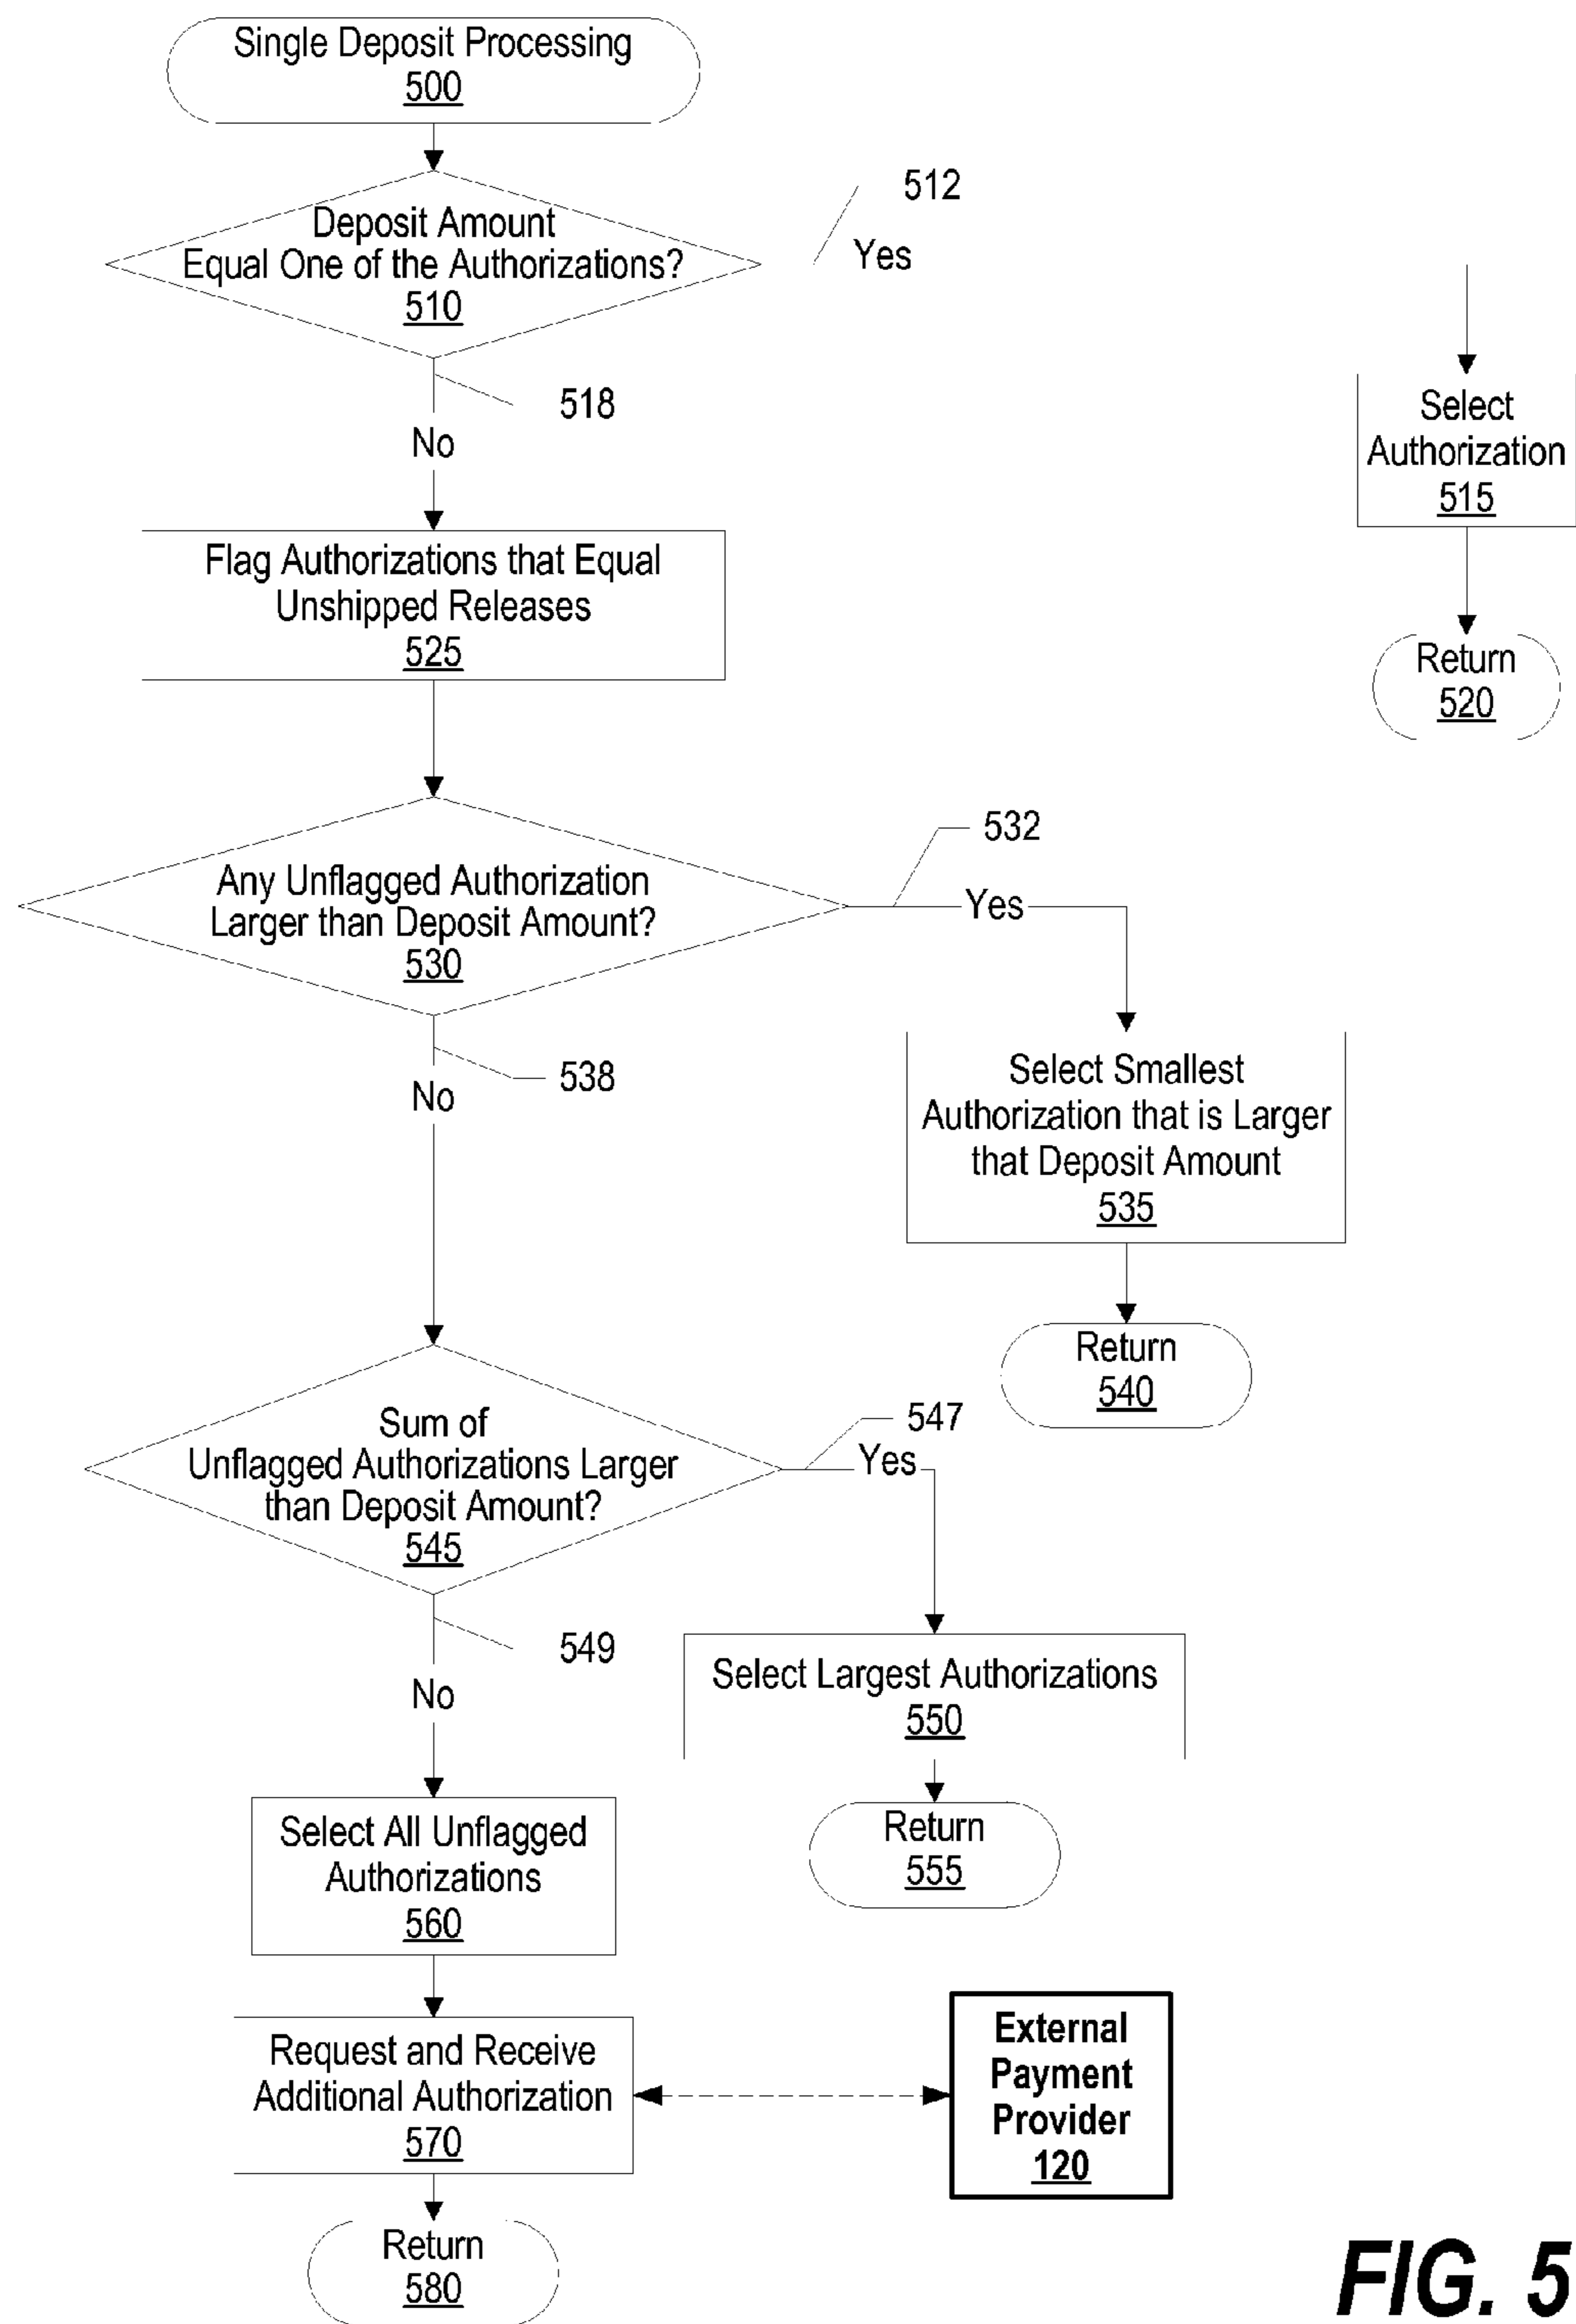 Single Deposit Processing
500
Deposit Amount
Equal One of the Authorizations?
510
512
Yes
518
No
Select
Authorization
515
Return
520
Flag Authorizations that Equal
Unshipped Releases
525
Any Unflagged Authorization
Larger than Deposit Amount?
530
532
Yes
538
No
Select Smallest
Authorization that is Larger
that Deposit Amount
535
Return
540
Sum of
Unflagged Authorizations Larger
than Deposit Amount?
545
547
Yes
549
No
Select Largest Authorizations
550
Return
555
Select All Unflagged
Authorizations
560
Request and Receive
Additional Authorization
570
External
Payment
Provider
120
Return
580
FIG. 5